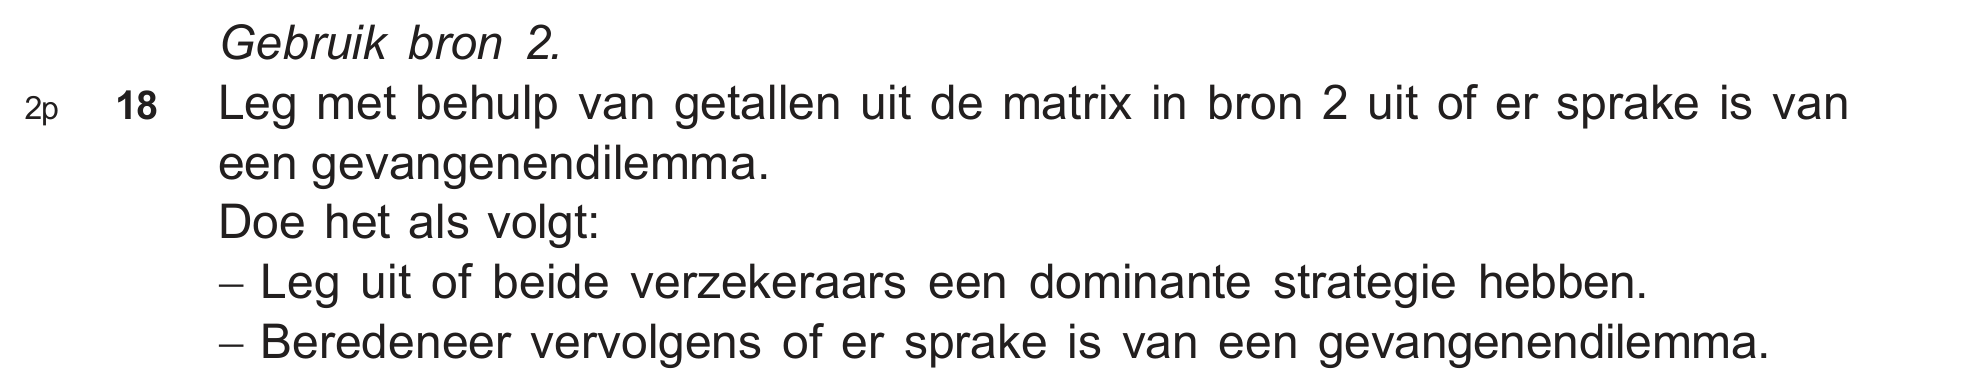 Gebruik bron 2.
2p 18 Leg met behulp van getallen uit de matrix in bron 2 uit of er sprake is van
een gevangenendilemma.
Doe het als volgt:
– Leg uit of beide verzekeraars een dominante strategie hebben.
– Beredeneer vervolgens of er sprake is van een gevangenendilemma.